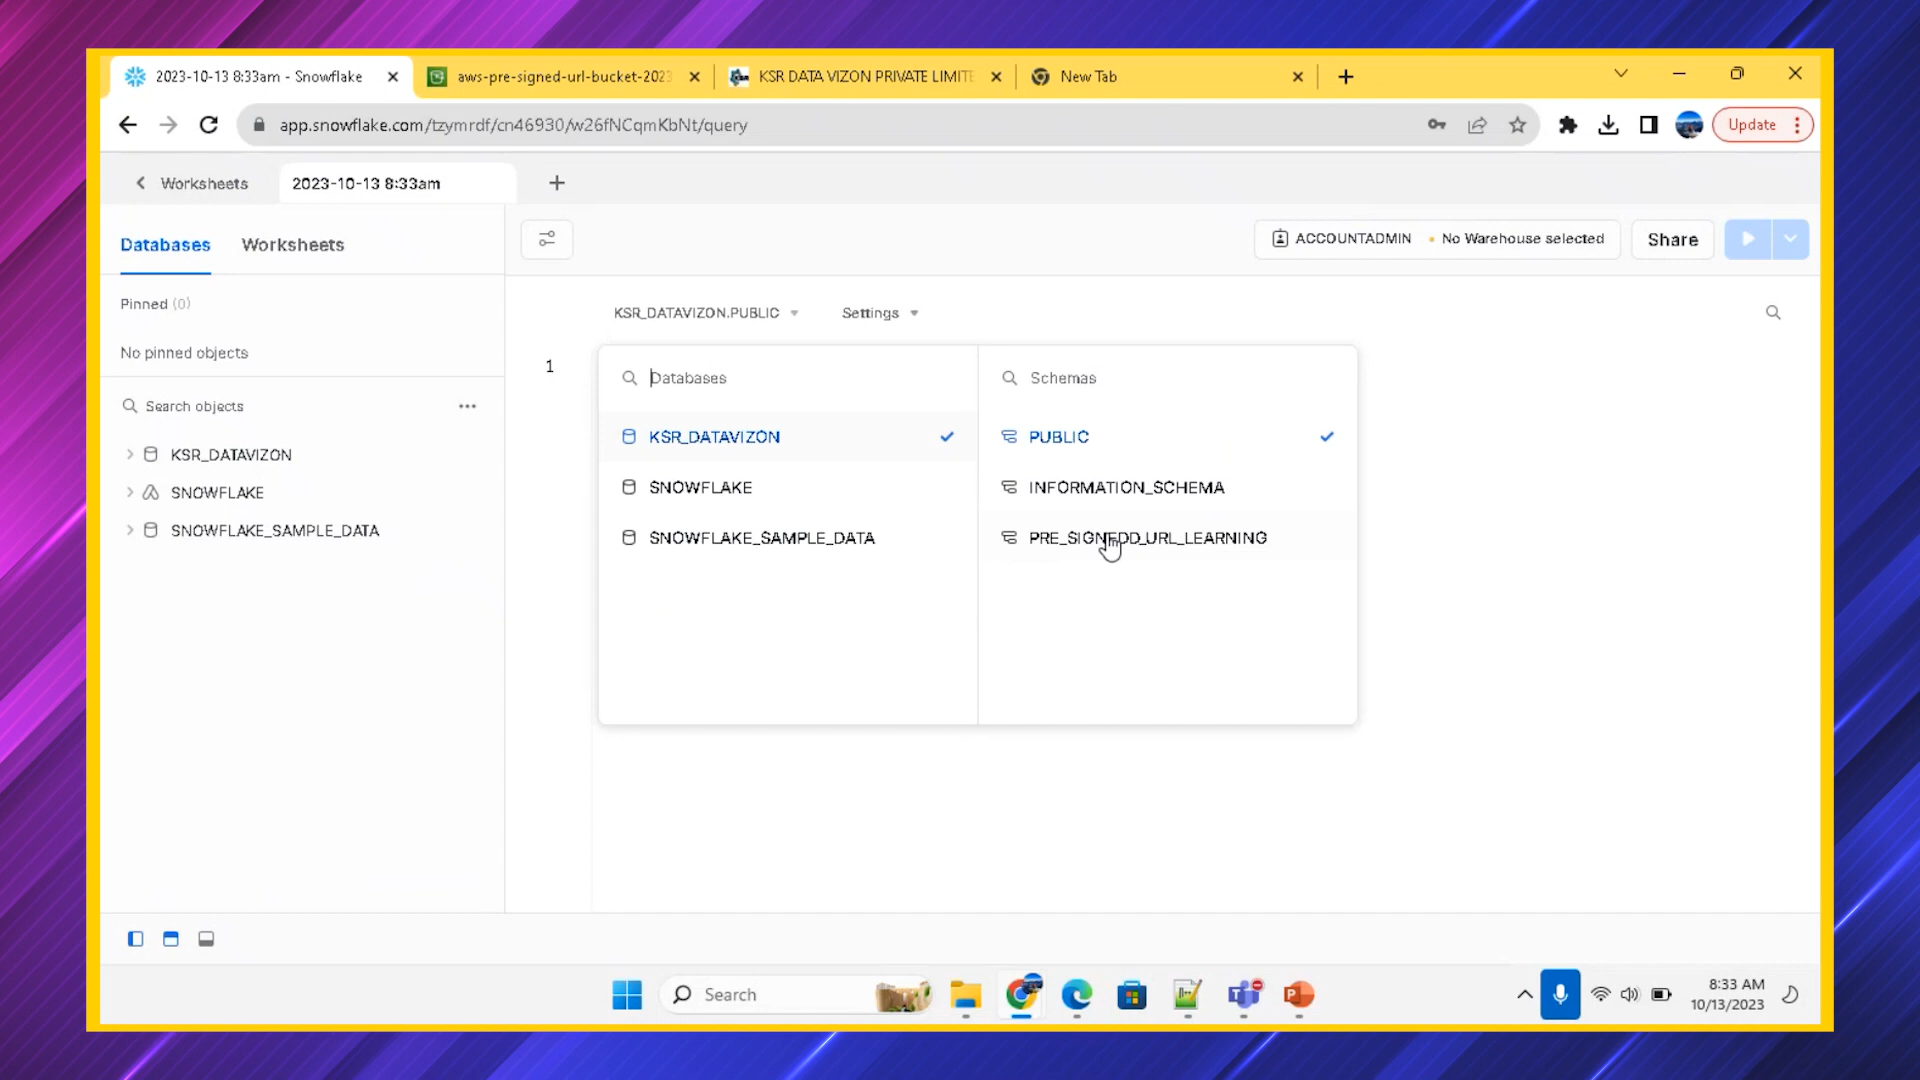 2023-10-13 8:33am - Snowflake
aws-pre-signed-url-bucket-2023
KSR DATA VIZON PRIVATE LIMITE
New Tab
app.snowflake.com/tzymrdf/cn46930/w26fNCqmKbNt/query
Update
Worksheets
2023-10-13 8:33am
Databases
Worksheets
ACCOUNTADMIN
No Warehouse selected
Share
Pinned (0)
No pinned objects
KSR_DATAVIZON.PUBLIC
Settings
1
Databases
Schemas
Search objects
KSR_DATAVIZON
PUBLIC
KSR_DATAVIZON
SNOWFLAKE
SNOWFLAKE
INFORMATION_SCHEMA
SNOWFLAKE_SAMPLE_DATA
SNOWFLAKE_SAMPLE_DATA
PRE_SIGNEDD_URL_LEARNING
Search
8:33 AM
10/13/2023